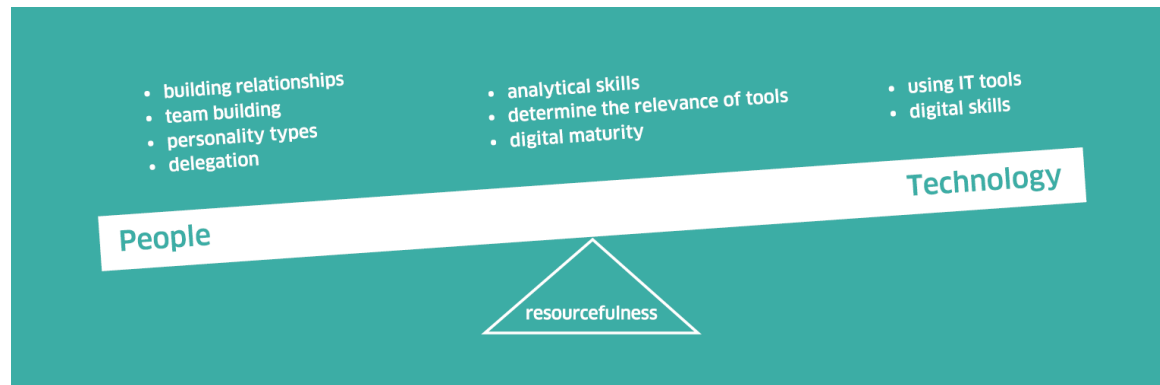 • building relationships
• team building
• personality types
• delegation
• analytical skills
• determine the relevance of tools
• digital maturity
• using IT tools
• digital skills
People
Technology
resourcefulness